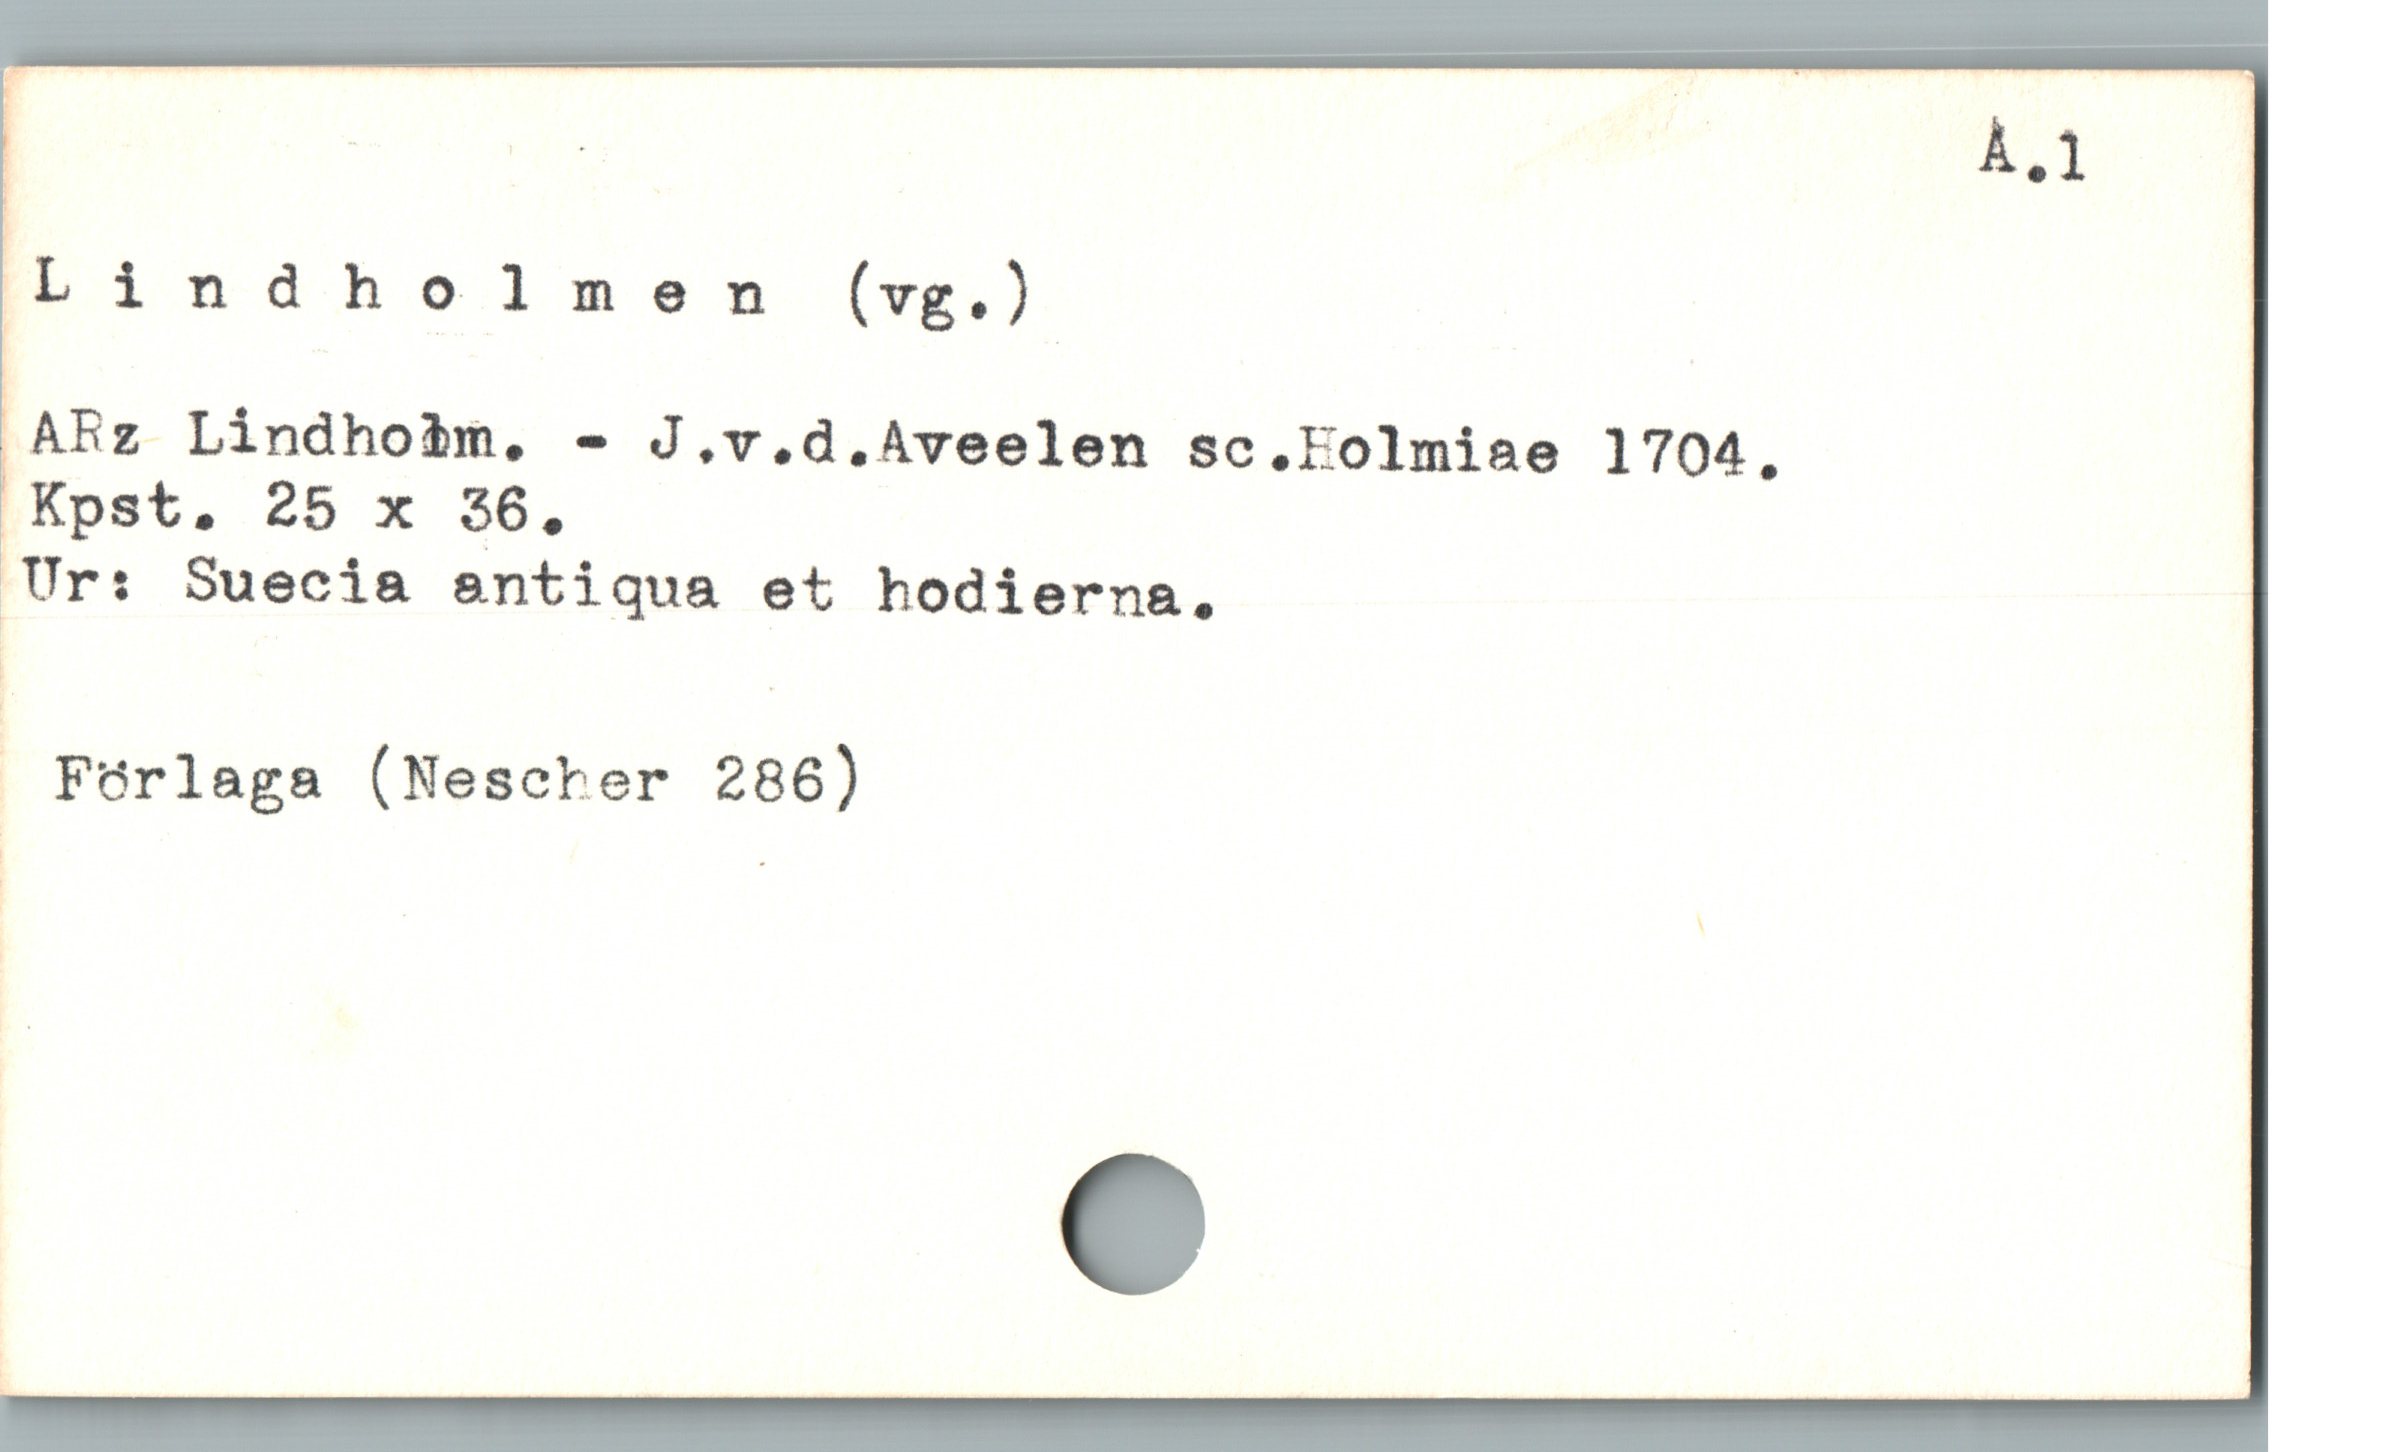 A.1
L i n d h o l m e n (vg.)
ARz Lindholm. - J.v.d.Aveelen sc.Holmiae 1704.
Kpst. 25 x 36.
Ur: Suecia antiqua et hodierna.
Förlaga (Nescher 286)